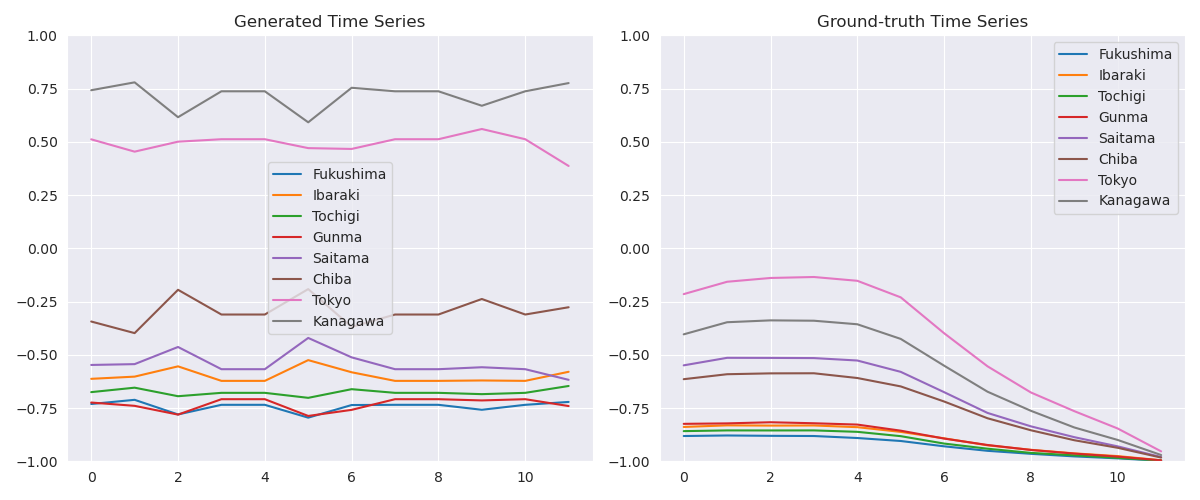 Generated Time Series
1.00
0.75
0.50
0.25
0.00
−0.25
−0.50
−0.75
−1.00
0 2 4 6 8 10
Fukushima
Ibaraki
Tochigi
Gunma
Saitama
Chiba
Tokyo
Kanagawa
Ground-truth Time Series
1.00
0.75
0.50
0.25
0.00
−0.25
−0.50
−0.75
−1.00
0 2 4 6 8 10
Fukushima
Ibaraki
Tochigi
Gunma
Saitama
Chiba
Tokyo
Kanagawa